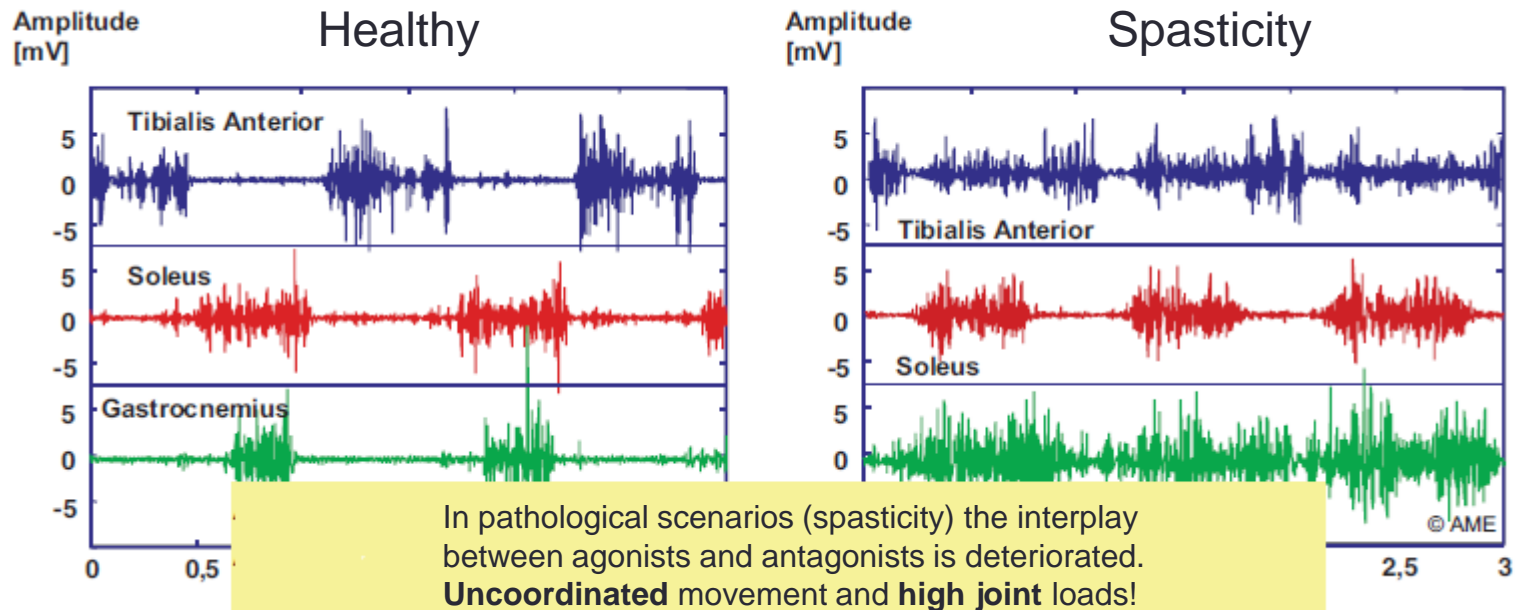 Amplitude
[mV]
Healthy
5
0
-5
Tibialis Anterior
5
0
-5
Soleus
5
0
-5
Gastrocnemius
0
0,5
Amplitude
[mV]
Spasticity
5
0
-5
Tibialis Anterior
5
0
-5
Soleus
5
0
© AME
2,5
3
In pathological scenarios (spasticity) the interplay
between agonists and antagonists is deteriorated.
Uncoordinated movement and high joint loads!